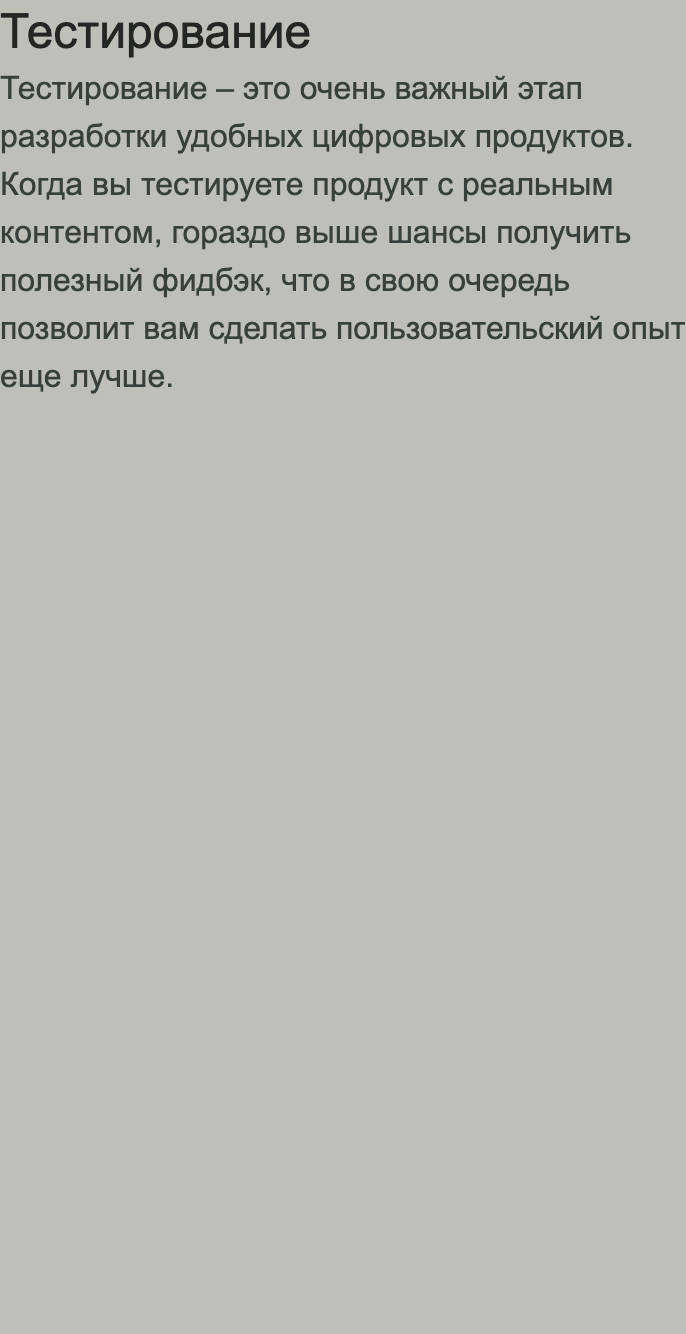 Тестирование
Тестирование – это очень важный этап
разработки удобных цифровых продуктов.
Когда вы тестируете продукт с реальным
контентом, гораздо выше шансы получить
полезный фидбэк, что в свою очередь
позволит вам сделать пользовательский опыт
еще лучше.